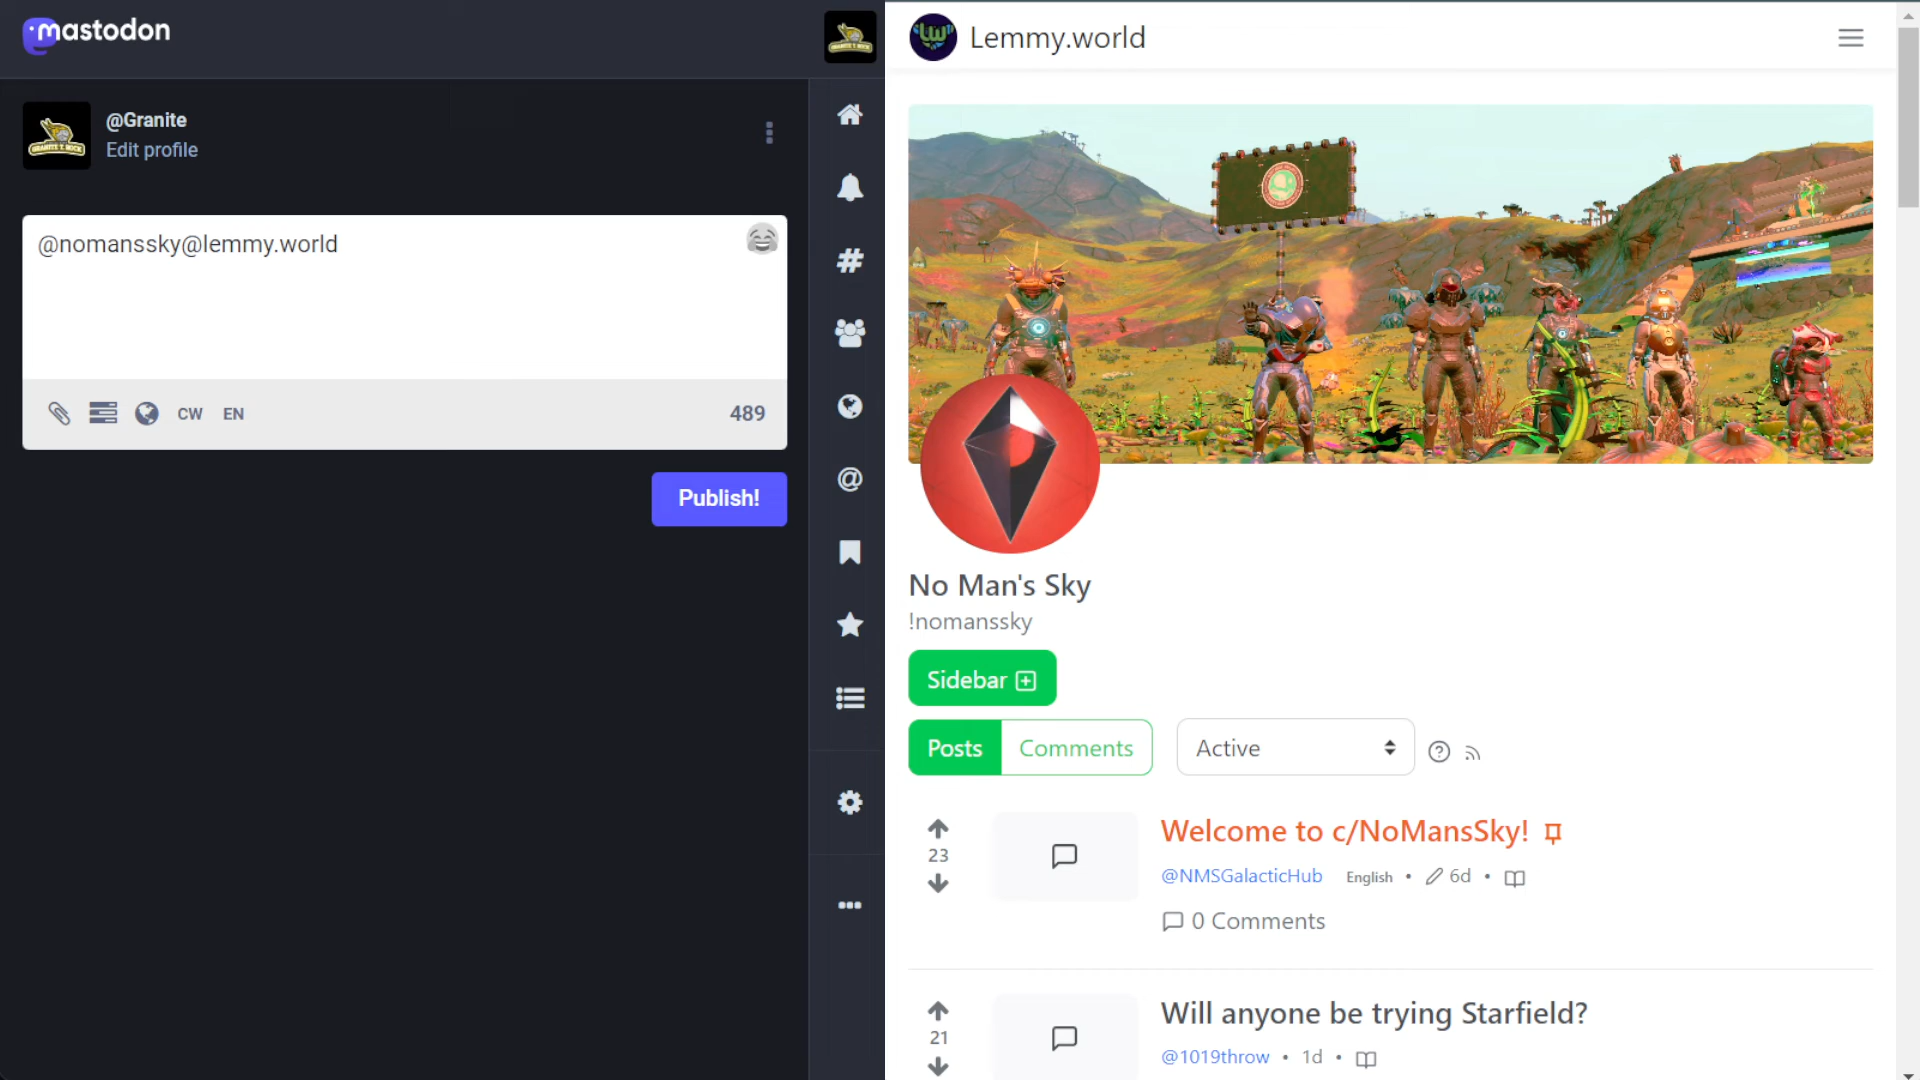 mastodon
GRANITE T. ROCK
@Granite
Edit profile
@nomanssky@lemmy.world
CW EN 489
Publish!
Lemmy.world
No Man's Sky
!nomanssky
Sidebar
Posts Comments Active
23
Welcome to c/NoMansSky!
@NMSGalacticHub English • 6d •
0 Comments
21
Will anyone be trying Starfield?
@1019throw • 1d •